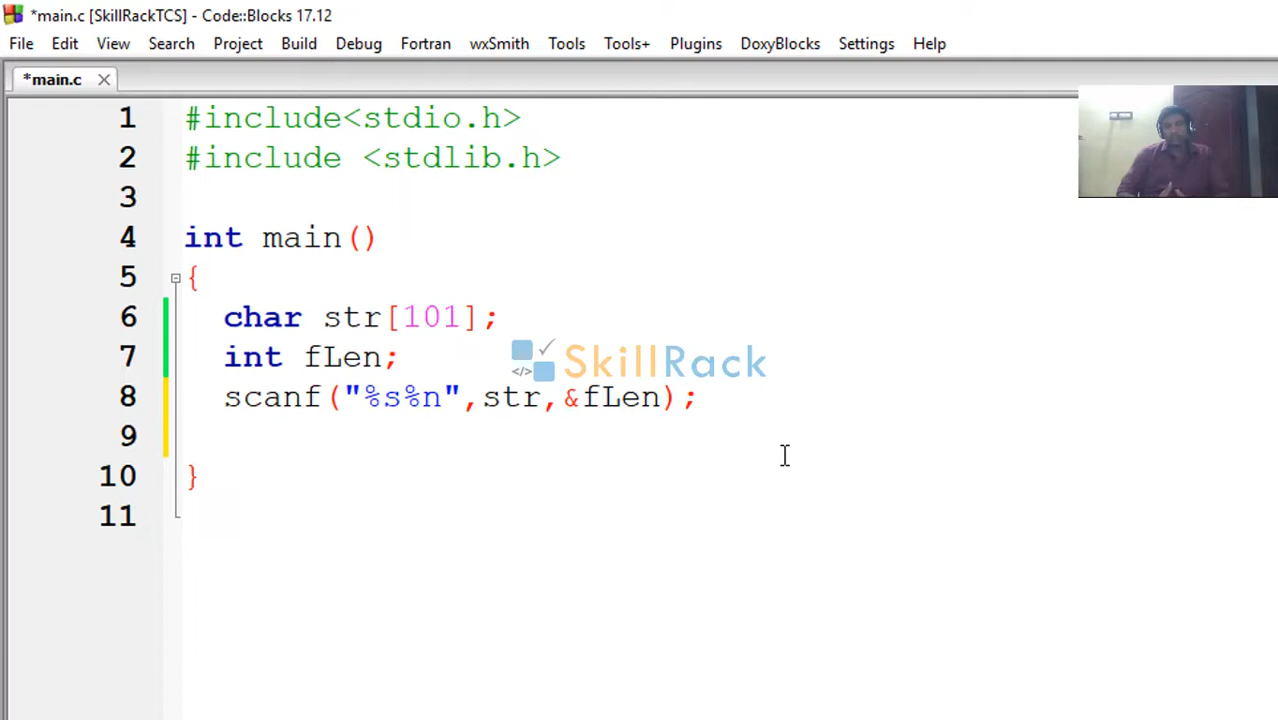 *main.c [SkillRackTCS] - Code::Blocks 17.12
File Edit View Search Project Build Debug Fortran wxSmith Tools Tools+ Plugins DoxyBlocks Settings Help
*main.c
1 #include<stdio.h>
2 #include <stdlib.h>
3
4 int main()
5 {
6 char str[101];
7 int fLen;
8 scanf("%s%n",str,&fLen);
9
10 }
11
</> SkillRack